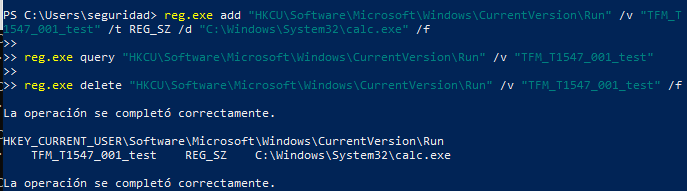 PS C:\Users\seguridad> reg.exe add "HKCU\Software\Microsoft\Windows\CurrentVersion\Run" /v "TFM_T
1547_001_test" /t REG_SZ /d "C:\Windows\System32\calc.exe" /f
>>
>> reg.exe query "HKCU\Software\Microsoft\Windows\CurrentVersion\Run" /v "TFM_T1547_001_test"
>>
>> reg.exe delete "HKCU\Software\Microsoft\Windows\CurrentVersion\Run" /v "TFM_T1547_001_test" /f
La operación se completó correctamente.
HKEY_CURRENT_USER\Software\Microsoft\Windows\CurrentVersion\Run
TFM_T1547_001_test    REG_SZ    C:\Windows\System32\calc.exe
La operación se completó correctamente.